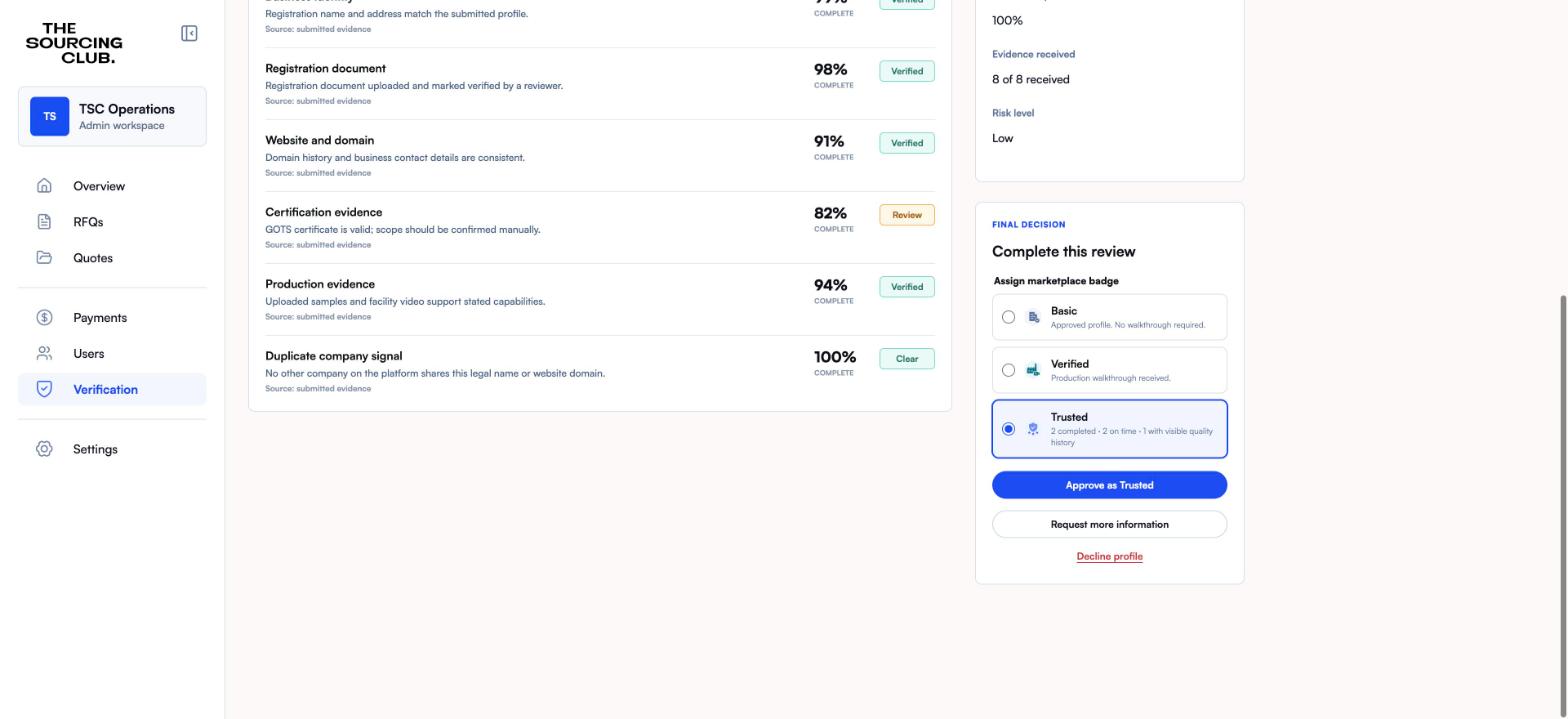 THE
SOURCING
CLUB.
TS
TSC Operations
Admin workspace
Overview
RFQs
Quotes
Payments
Users
Verification
Settings
Registration name and address match the submitted profile.
COMPLETE
Source: submitted evidence
Registration document
98%
Verified
Registration document uploaded and marked verified by a reviewer.
COMPLETE
Source: submitted evidence
Website and domain
91%
Verified
Domain history and business contact details are consistent.
COMPLETE
Source: submitted evidence
Certification evidence
82%
Review
GOTS certificate is valid; scope should be confirmed manually.
COMPLETE
Source: submitted evidence
Production evidence
94%
Verified
Uploaded samples and facility video support stated capabilities.
COMPLETE
Source: submitted evidence
Duplicate company signal
100%
Clear
No other company on the platform shares this legal name or website domain.
COMPLETE
Source: submitted evidence
100%
Evidence received
8 of 8 received
Risk level
Low
FINAL DECISION
Complete this review
Assign marketplace badge
Basic
Approved profile. No walkthrough required.
Verified
Production walkthrough received.
Trusted
2 completed · 2 on time · 1 with visible quality
history
Approve as Trusted
Request more information
Decline profile